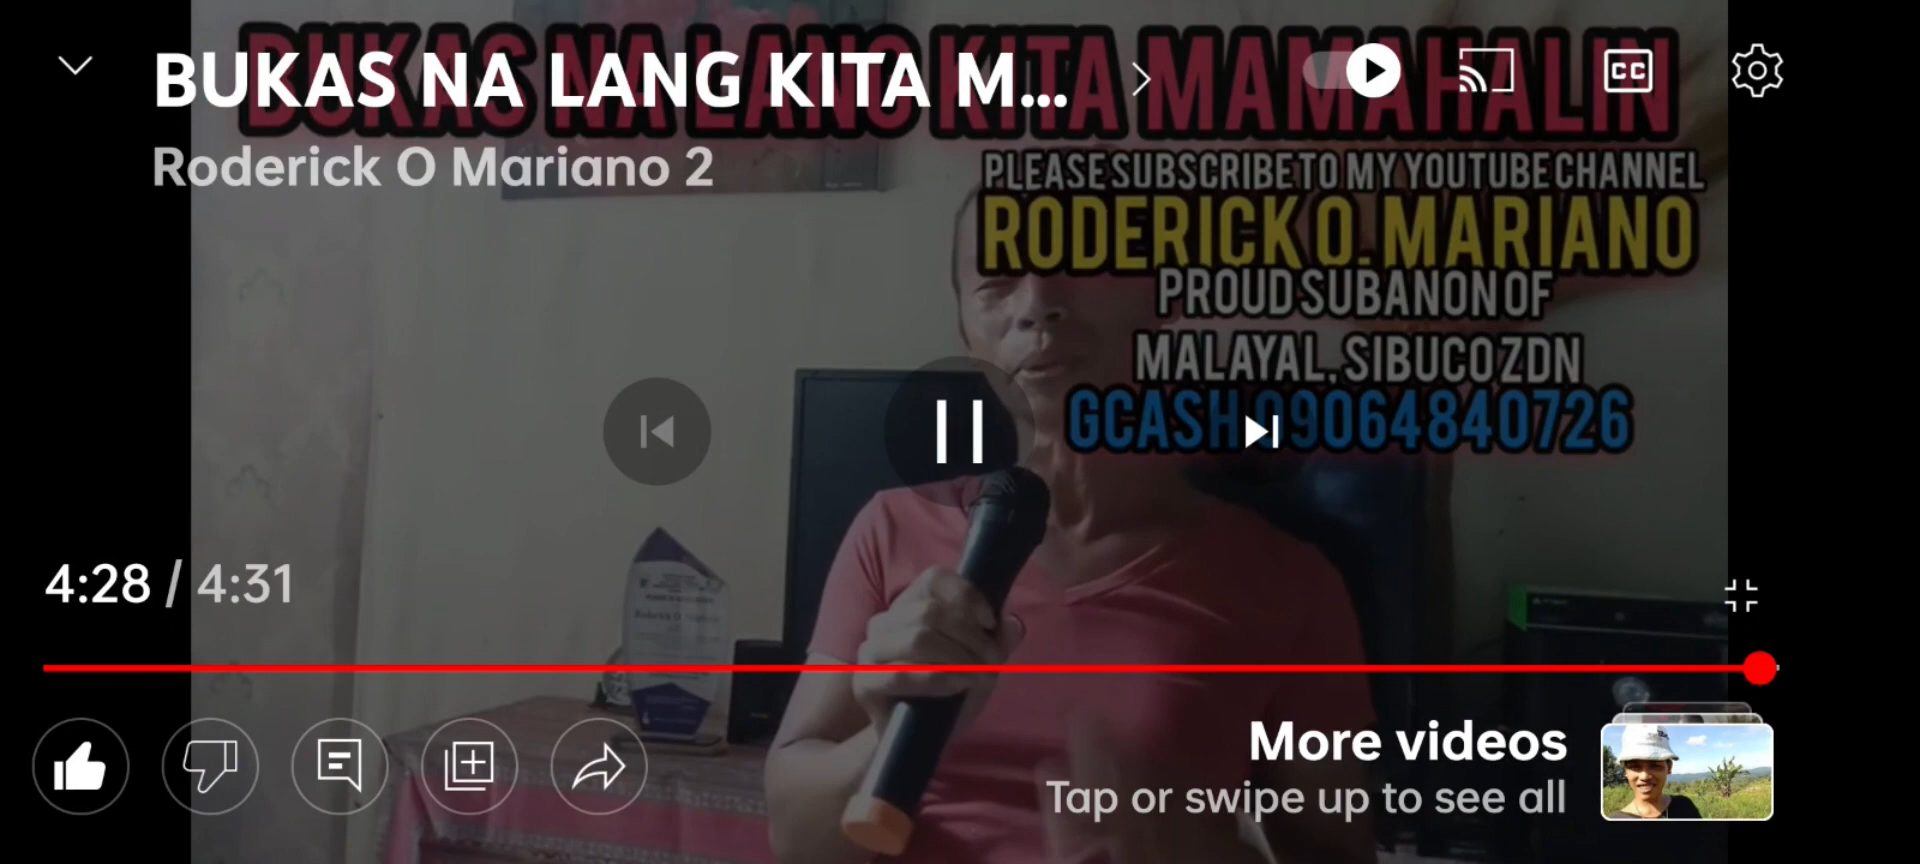 BUKAS NA LANG KITA M...
Roderick O Mariano 2
BUKAS NA LANG KITA MAMAHALIN
PLEASE SUBSCRIBE TO MY YOUTUBE CHANNEL
RODERICK O. MARIANO
PROUD SUBANON OF
MALAYAL, SIBUCO ZDN
GCASH 09064840726
CC
4:28 / 4:31
More videos
Tap or swipe up to see all